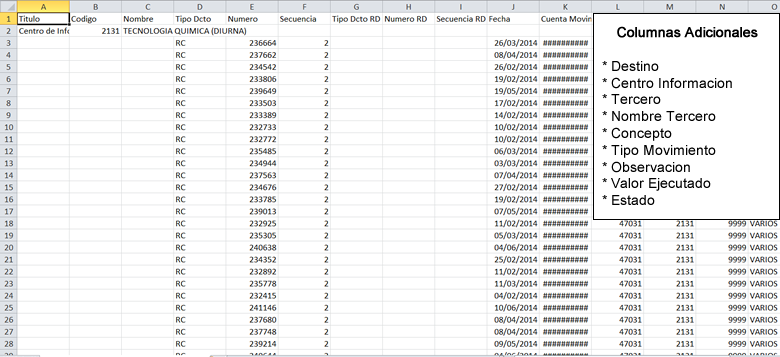 A B C D E F G H I J K L M N O
1 Titulo Codigo Nombre Tipo Dcto Numero Secuencia Tipo Dcto RD Numero RD Secuencia RD Fecha Cuenta Movin
2 Centro de Info 2131 TECNOLOGIA QUIMICA (DIURNA)
3 RC 236664 2 26/03/2014 ##########
4 RC 237662 2 08/04/2014 ##########
5 RC 234542 2 26/02/2014 ##########
6 RC 233806 2 19/02/2014 ##########
7 RC 239649 2 19/05/2014 ##########
8 RC 233503 2 17/02/2014 ##########
9 RC 233389 2 14/02/2014 ##########
10 RC 232733 2 10/02/2014 ##########
11 RC 232772 2 10/02/2014 ##########
12 RC 235485 2 06/03/2014 ##########
13 RC 234944 2 03/03/2014 ##########
14 RC 237563 2 07/04/2014 ##########
15 RC 234676 2 27/02/2014 ##########
16 RC 233785 2 19/02/2014 ##########
17 RC 239013 2 07/05/2014 ##########
18 RC 232925 2 11/02/2014 ########## 47031 2131 9999 VARIOS
19 RC 235305 2 05/03/2014 ########## 47031 2131 9999 VARIOS
20 RC 240638 2 04/06/2014 ########## 47031 2131 9999 VARIOS
21 RC 234352 2 25/02/2014 ########## 47031 2131 9999 VARIOS
22 RC 232892 2 11/02/2014 ########## 47031 2131 9999 VARIOS
23 RC 235778 2 11/03/2014 ########## 47031 2131 9999 VARIOS
24 RC 232415 2 04/02/2014 ########## 47031 2131 9999 VARIOS
25 RC 241146 2 10/06/2014 ########## 47031 2131 9999 VARIOS
26 RC 237680 2 08/04/2014 ########## 47031 2131 9999 VARIOS
27 RC 237748 2 08/04/2014 ########## 47031 2131 9999 VARIOS
28 RC 239214 2 09/05/2014 ########## 47031 2131 9999 VARIOS
Columnas Adicionales
* Destino
* Centro Informacion
* Tercero
* Nombre Tercero
* Concepto
* Tipo Movimiento
* Observacion
* Valor Ejecutado
* Estado